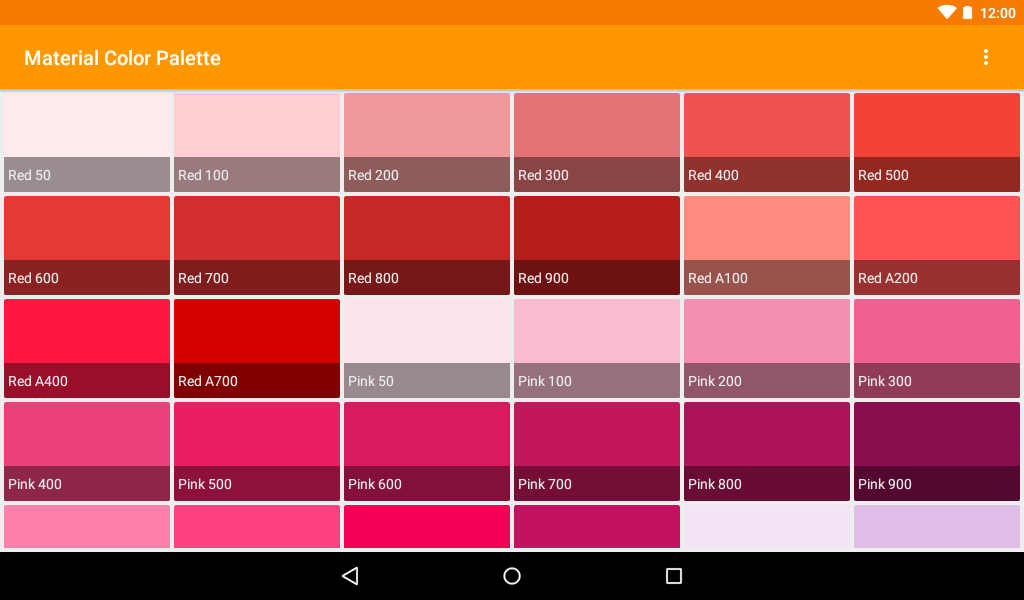 12:00
Material Color Palette
Red 50
Red 100
Red 200
Red 300
Red 400
Red 500
Red 600
Red 700
Red 800
Red 900
Red A100
Red A200
Red A400
Red A700
Pink 50
Pink 100
Pink 200
Pink 300
Pink 400
Pink 500
Pink 600
Pink 700
Pink 800
Pink 900